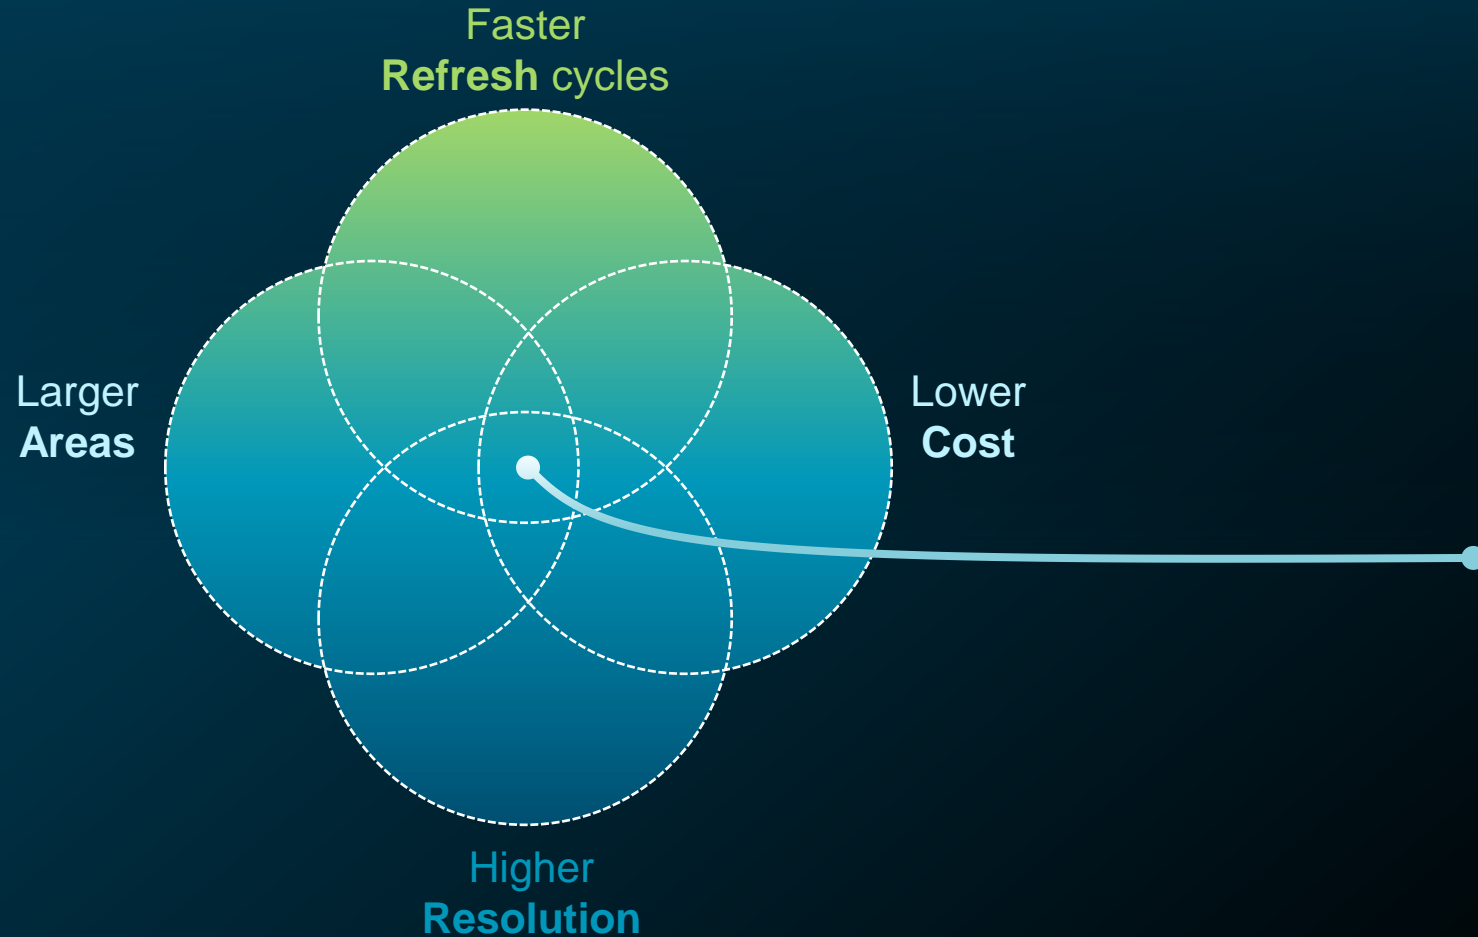 Faster
Refresh cycles
Larger
Areas
Lower
Cost
Higher
Resolution